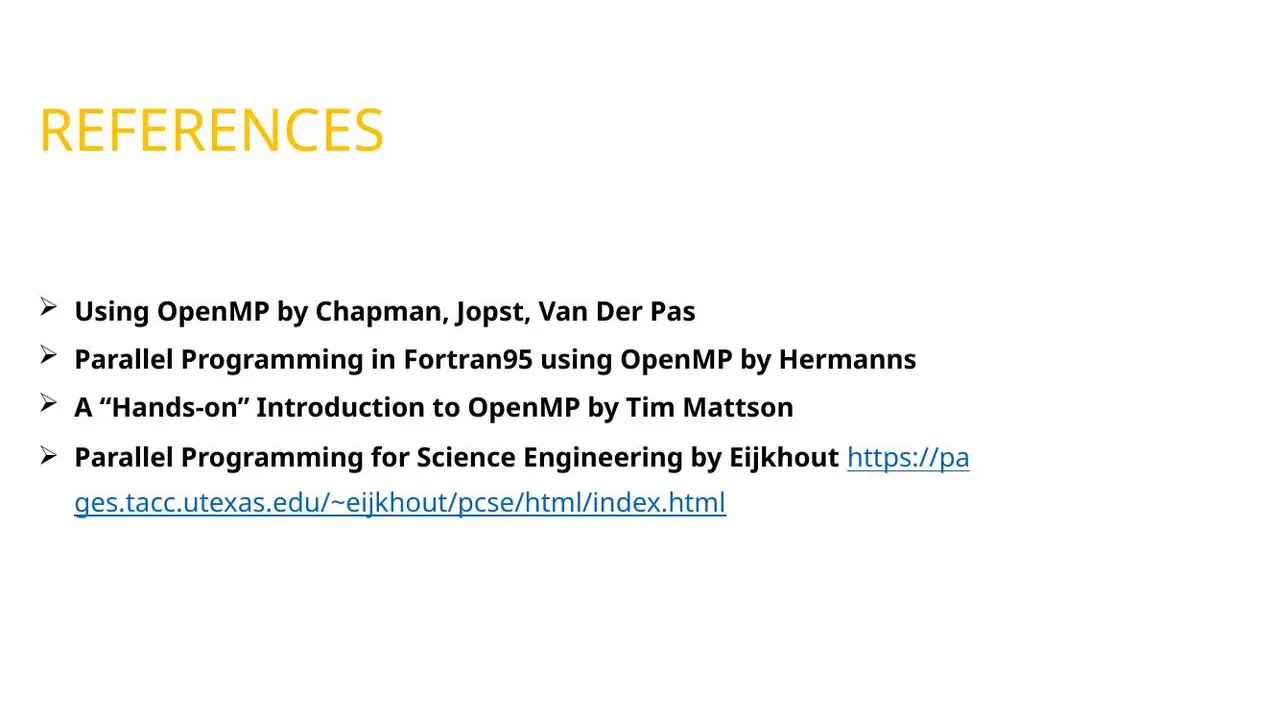 REFERENCES
➢ Using OpenMP by Chapman, Jopst, Van Der Pas
➢ Parallel Programming in Fortran95 using OpenMP by Hermanns
➢ A “Hands-on” Introduction to OpenMP by Tim Mattson
➢ Parallel Programming for Science Engineering by Eijkhout https://pa
ges.tacc.utexas.edu/~eijkhout/pcse/html/index.html